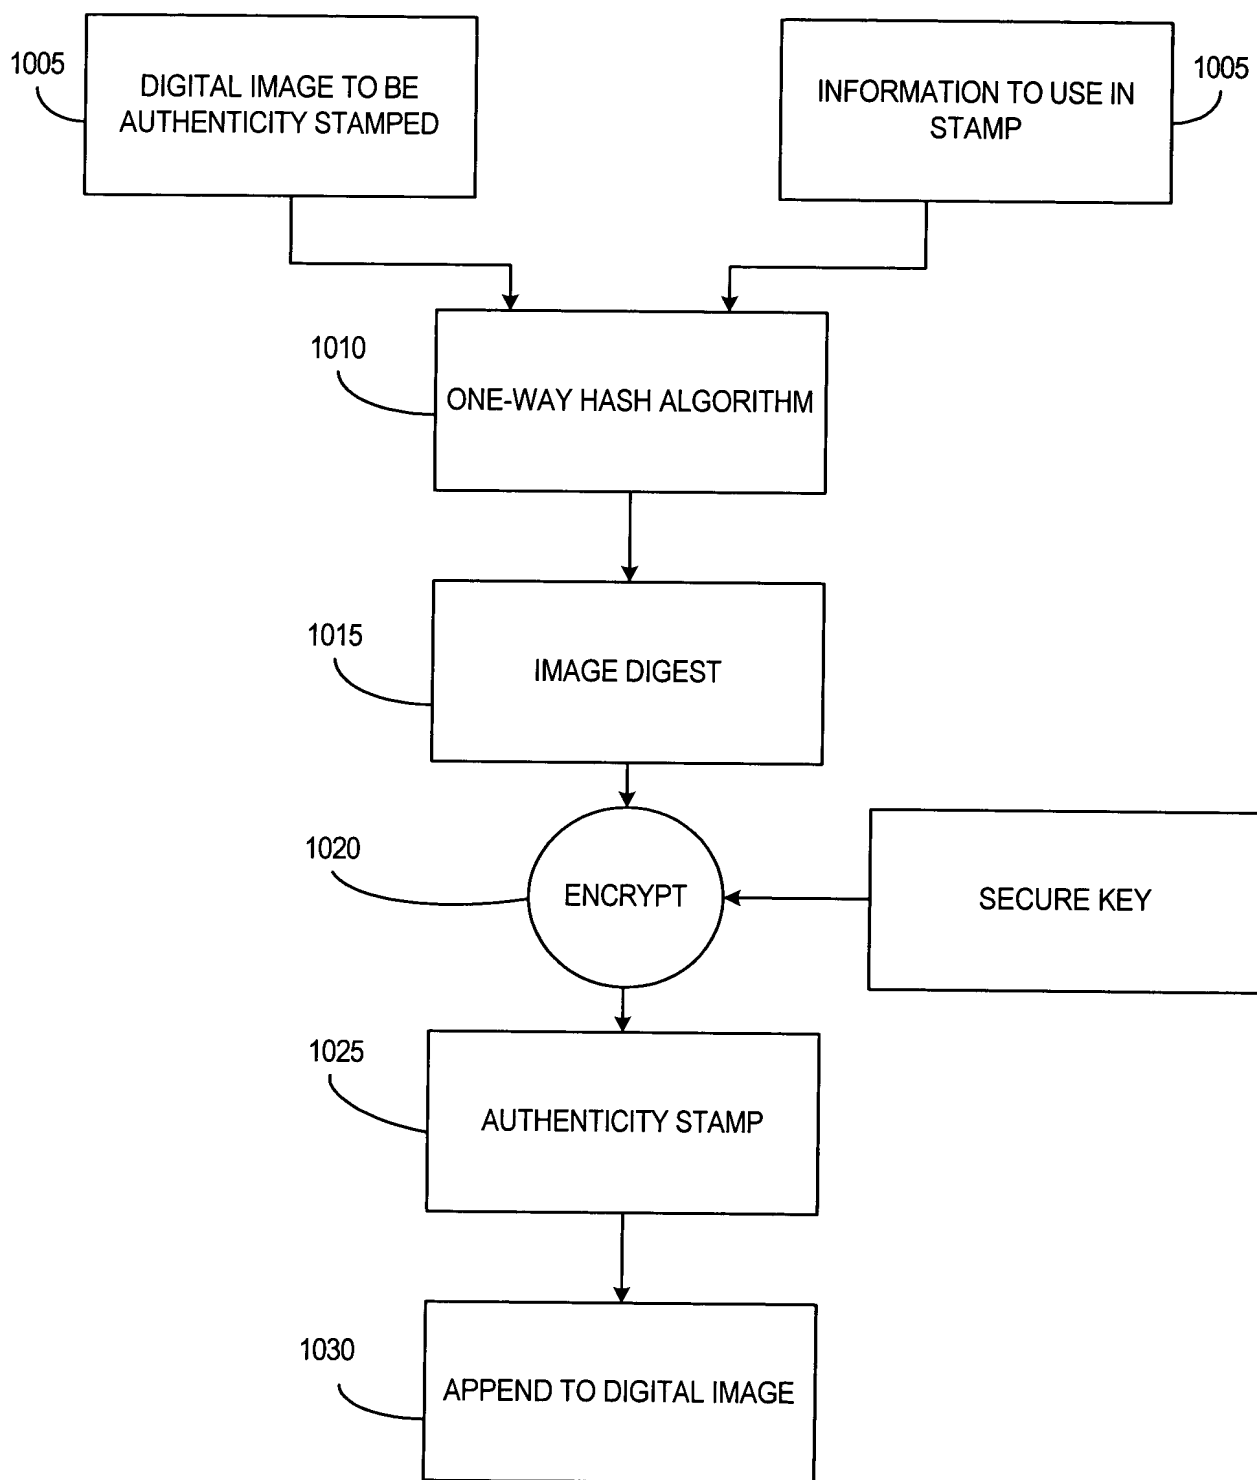 1005
DIGITAL IMAGE TO BE
AUTHENTICITY STAMPED
INFORMATION TO USE IN
STAMP
1005
1010
ONE-WAY HASH ALGORITHM
1015
IMAGE DIGEST
1020
ENCRYPT
SECURE KEY
1025
AUTHENTICITY STAMP
1030
APPEND TO DIGITAL IMAGE